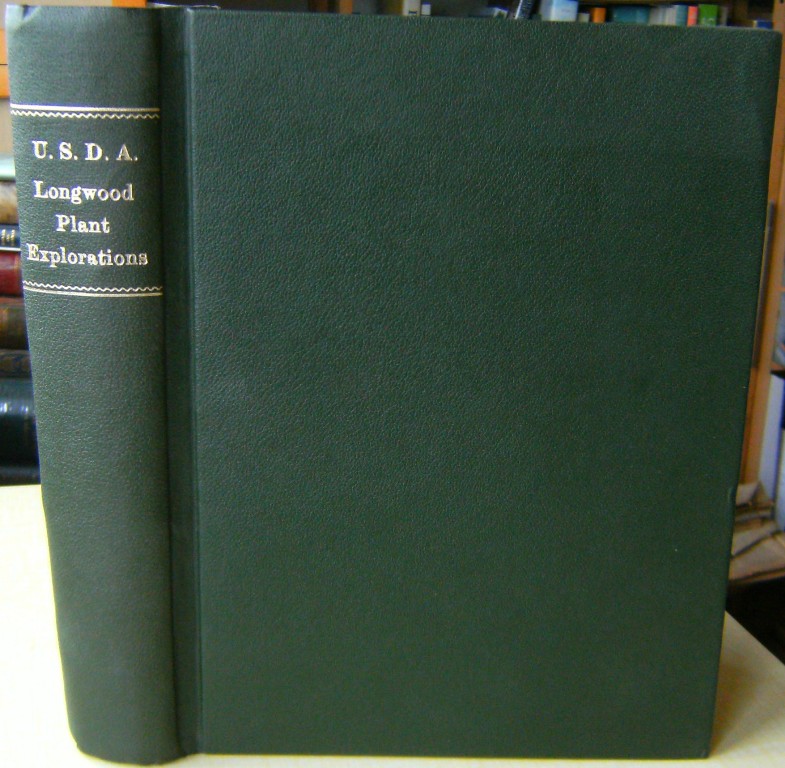 U. S. D. A.
Longwood
Plant
Explorations